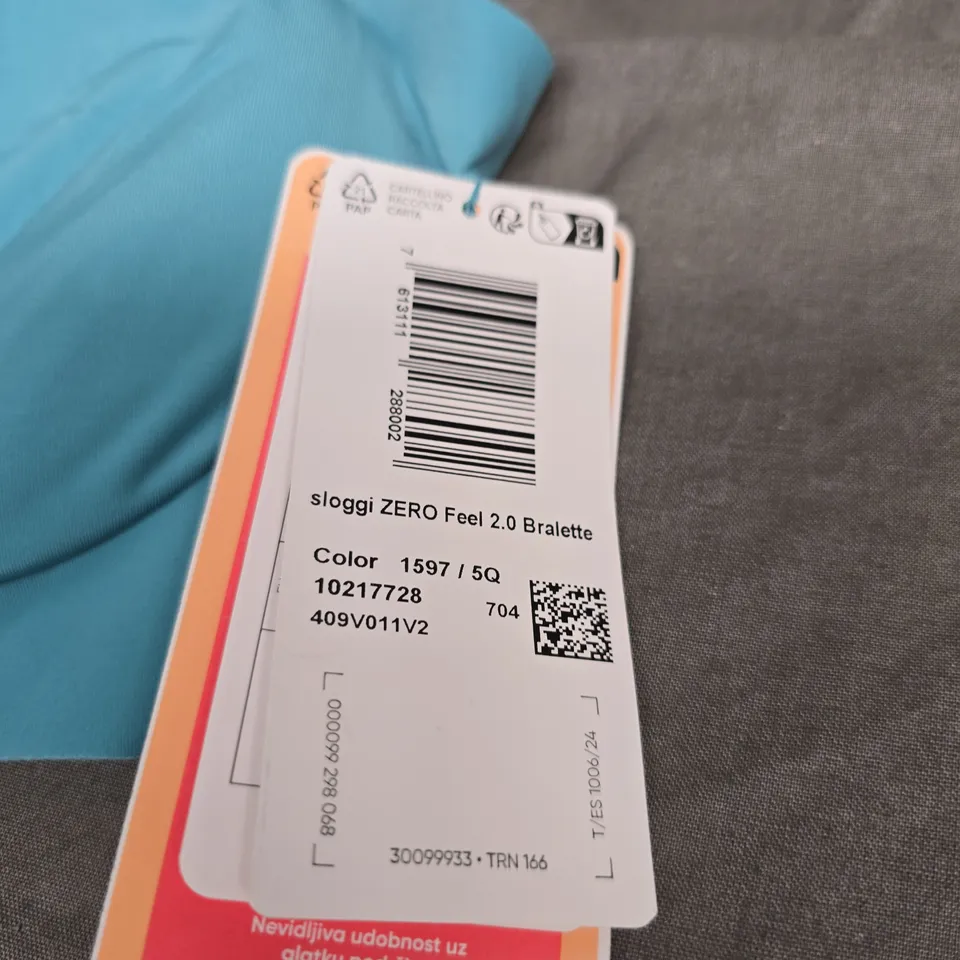 PAP
CARTELLINO
RACCOLTA
CARTA
7
613111
288002
sloggi ZERO Feel 2.0 Bralette
Color 1597 / 5Q
10217728
704
409V011V2
000099 298 068
T/ES 1006/24
30099933 • TRN 166
Nevidljiva udobnost uz
glatku